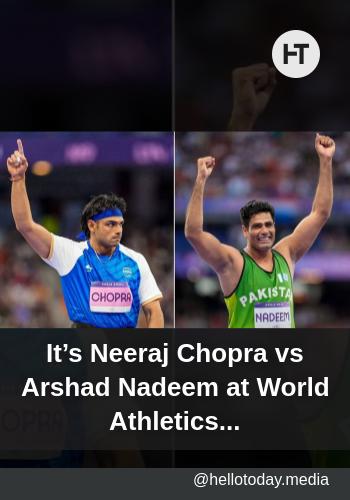 HT
CHOPRA
PAKISTA
NADEEM
It’s Neeraj Chopra vs
Arshad Nadeem at World
Athletics...
@hellotoday.media